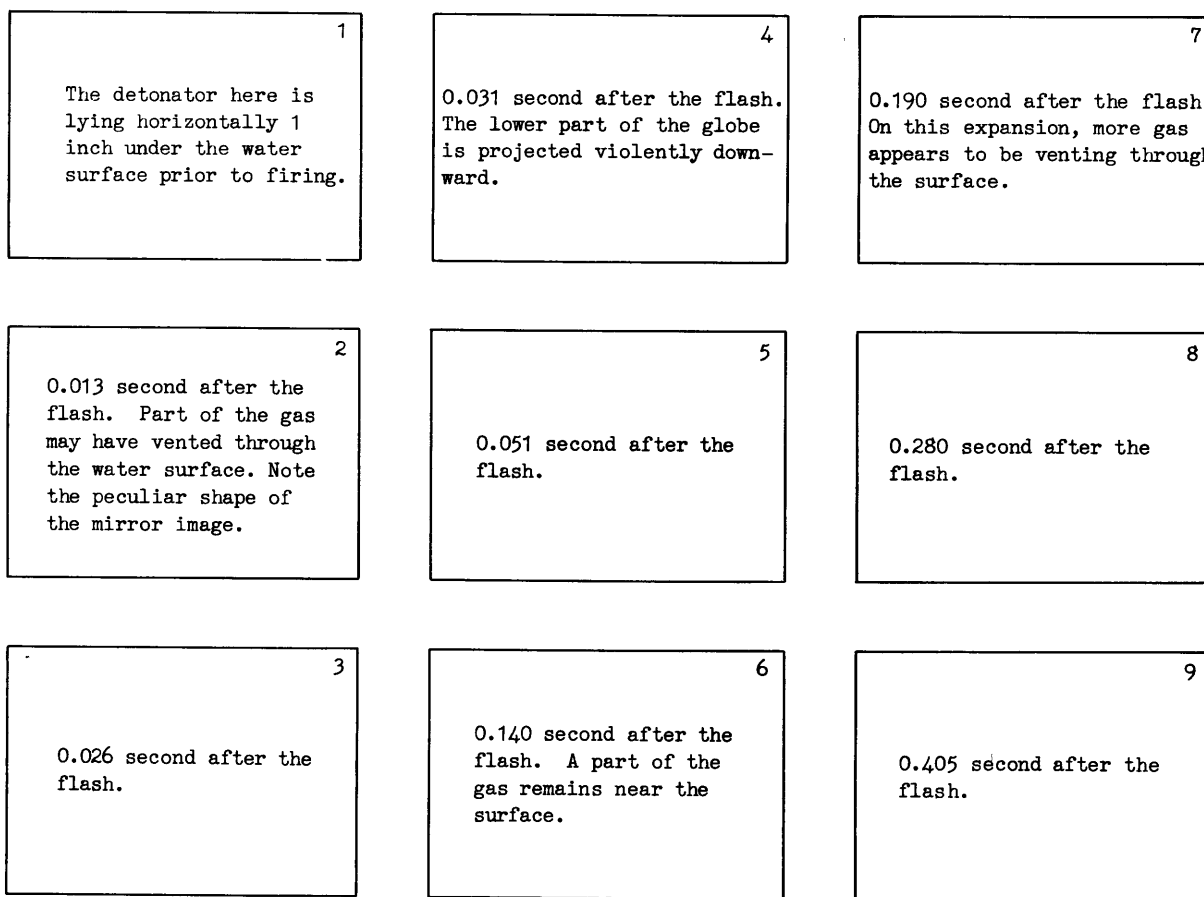 1
The detonator here is
lying horizontally 1
inch under the water
surface prior to firing.
2
0.013 second after the
flash. Part of the gas
may have vented through
the water surface. Note
the peculiar shape of
the mirror image.
3
0.026 second after the
flash.
4
0.031 second after the flash.
The lower part of the globe
is projected violently down-
ward.
5
0.051 second after the
flash.
6
0.140 second after the
flash. A part of the
gas remains near the
surface.
7
0.190 second after the flash
On this expansion, more gas
appears to be venting through
the surface.
8
0.280 second after the
flash.
9
0.405 second after the
flash.